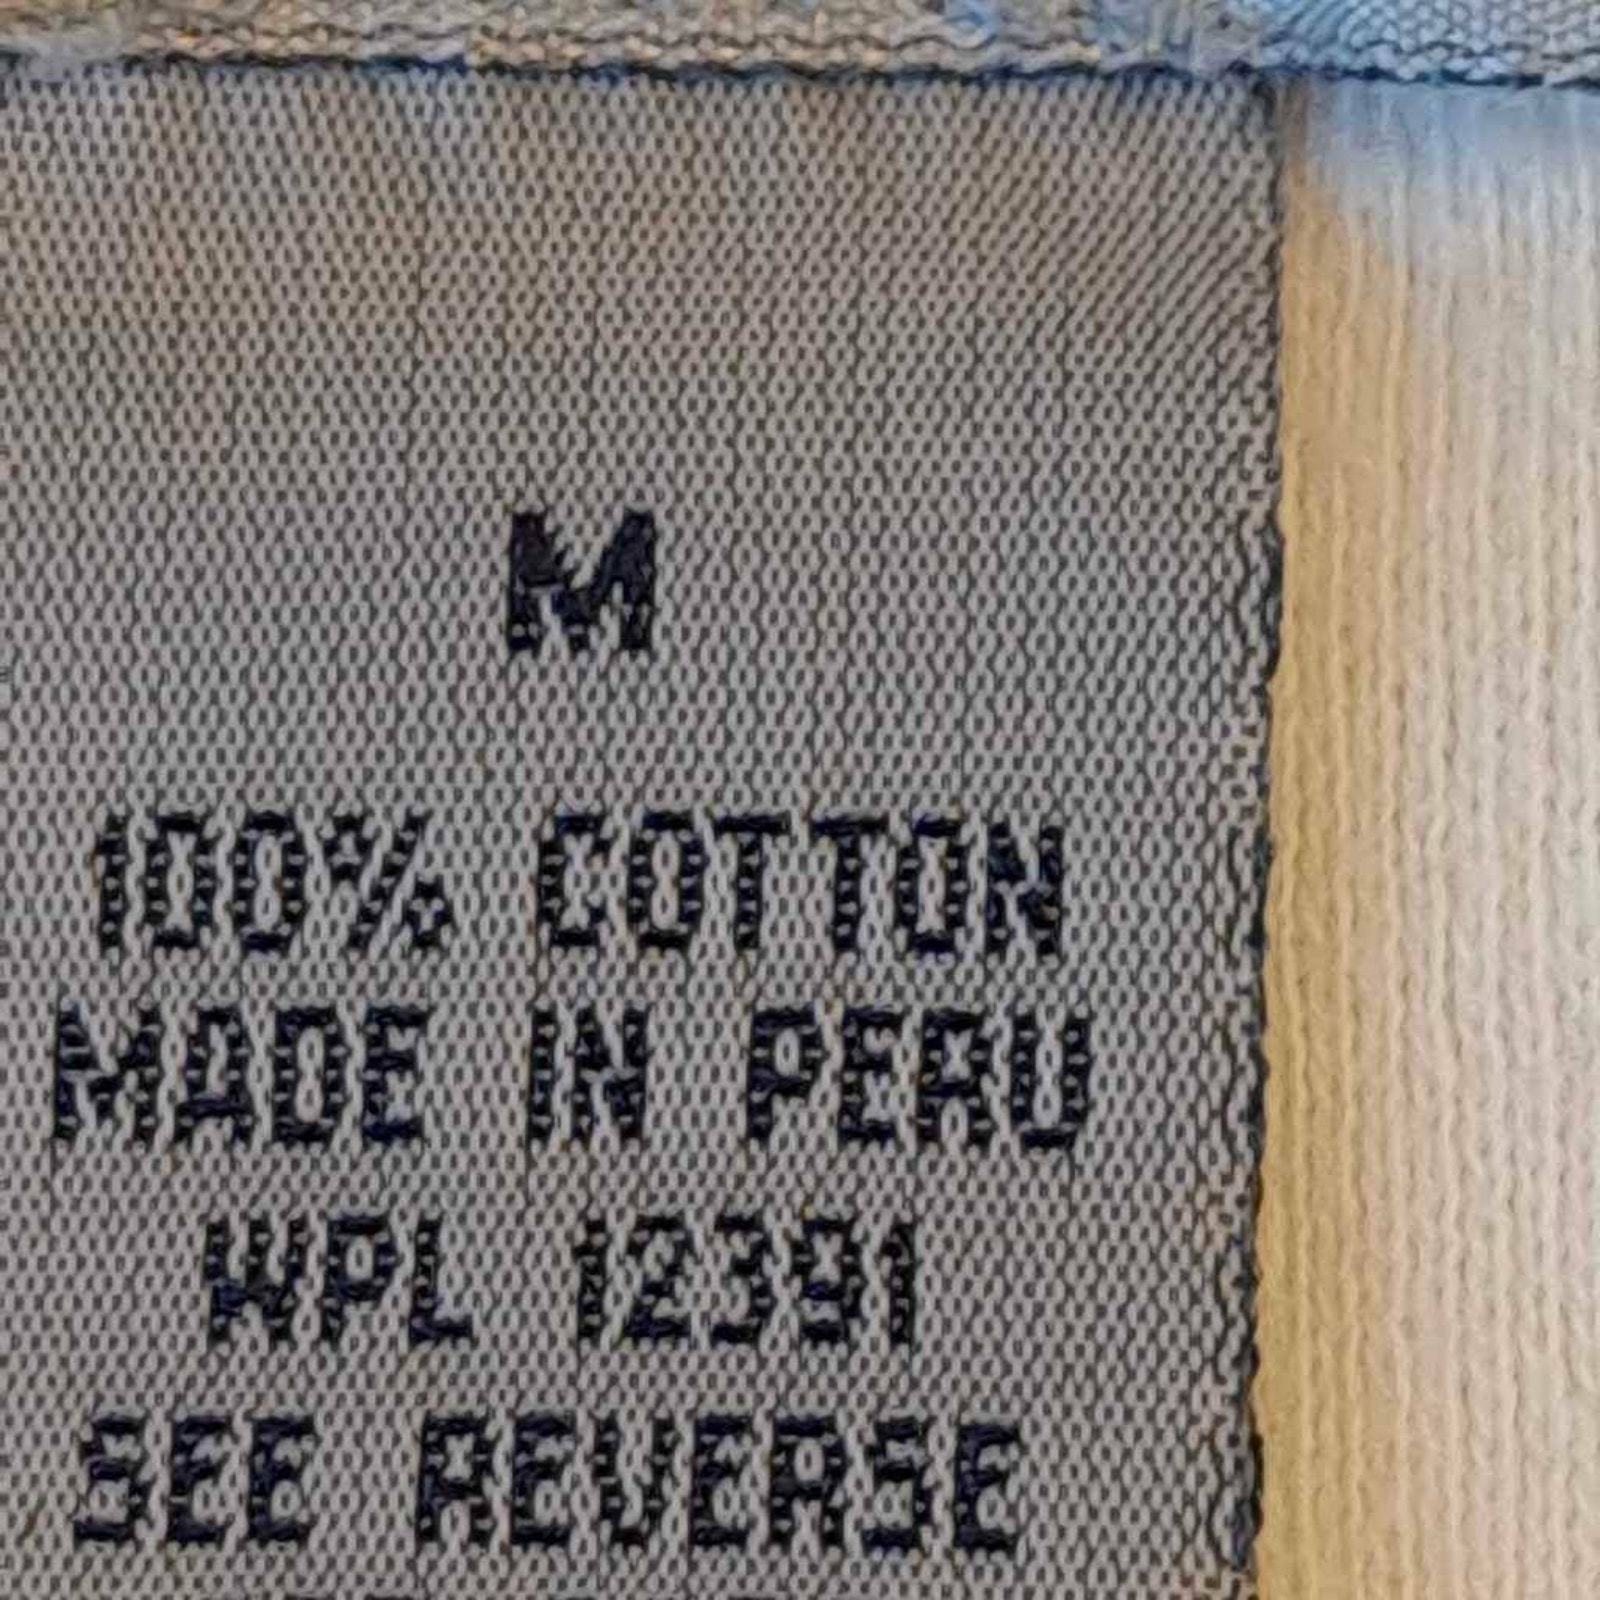 M
100% COTTON
MADE IN PERU
WPL 12391
SEE REVERSE